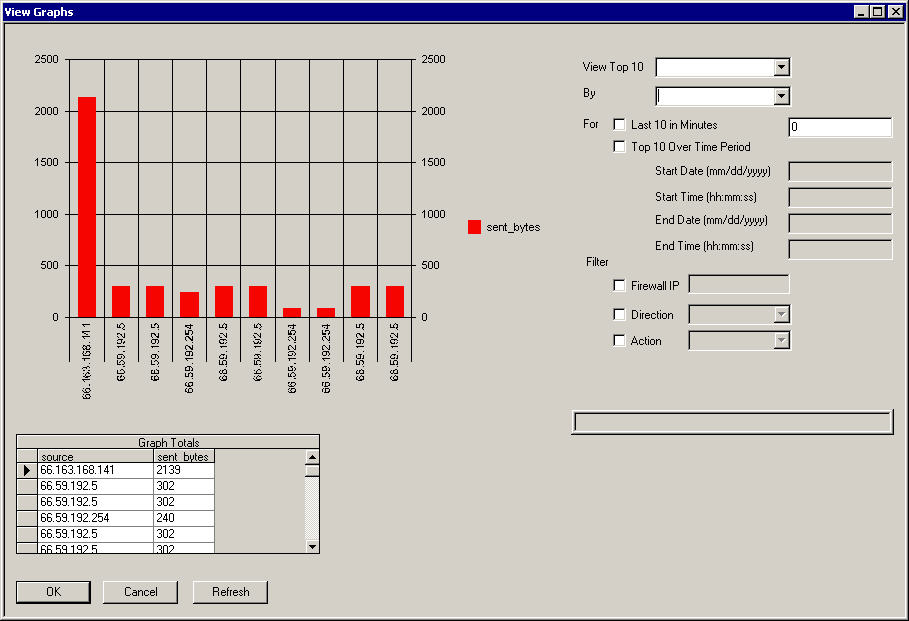 View Graphs
2500 2500
2000 2000
1500 1500
1000 1000
500 500
0 0
66.163.168.141
66.59.192.5
66.59.192.5
66.59.192.254
66.59.192.5
66.59.192.5
66.59.192.254
66.59.192.254
66.59.192.5
66.59.192.5
sent_bytes
View Top 10
By
For Last 10 in Minutes 0
Top 10 Over Time Period
Start Date (mm/dd/yyyy)
Start Time (hh:mm:ss)
End Date (mm/dd/yyyy)
End Time (hh:mm:ss)
Filter
Firewall IP
Direction
Action
Graph Totals
source sent_bytes
66.163.168.141 2139
66.59.192.5 302
66.59.192.5 302
66.59.192.254 240
66.59.192.5 302
66.59.192.5 302
OK Cancel Refresh